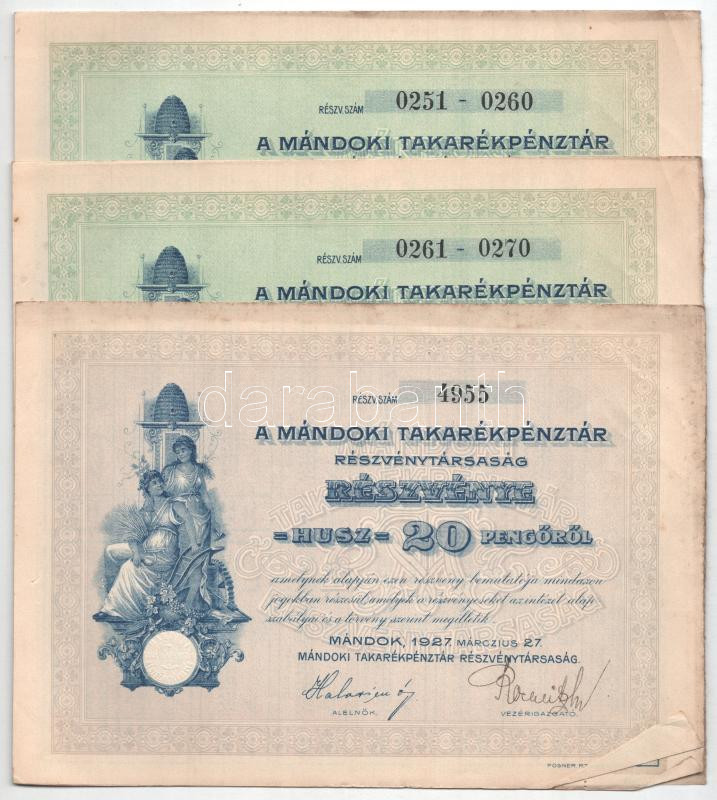 RÉSZV. SZÁM 0251 - 0260
A MÁNDOKI TAKARÉKPÉNZTÁR
RÉSZV. SZÁM 0261 - 0270
A MÁNDOKI TAKARÉKPÉNZTÁR
RÉSZV. SZÁM 4955
A MÁNDOKI TAKARÉKPÉNZTÁR
RÉSZVÉNYTÁRSASÁG
RÉSZVÉNYE
=HUSZ= 20 PENGŐRŐL
amelynek alapján ezen részvény bemutatója mindazon
jogokban részesül, amelyek a részvényeseket az intézet alap-
szabályai és a törvény szerint megilletik.
MÁNDOK, 1927. MÁRCZIUS 27.
MÁNDOKI TAKARÉKPÉNZTÁR RÉSZVÉNYTÁRSASÁG.
ALELNÖK.
VEZÉRIGAZGATÓ.
POSNER R.T.
darabanth